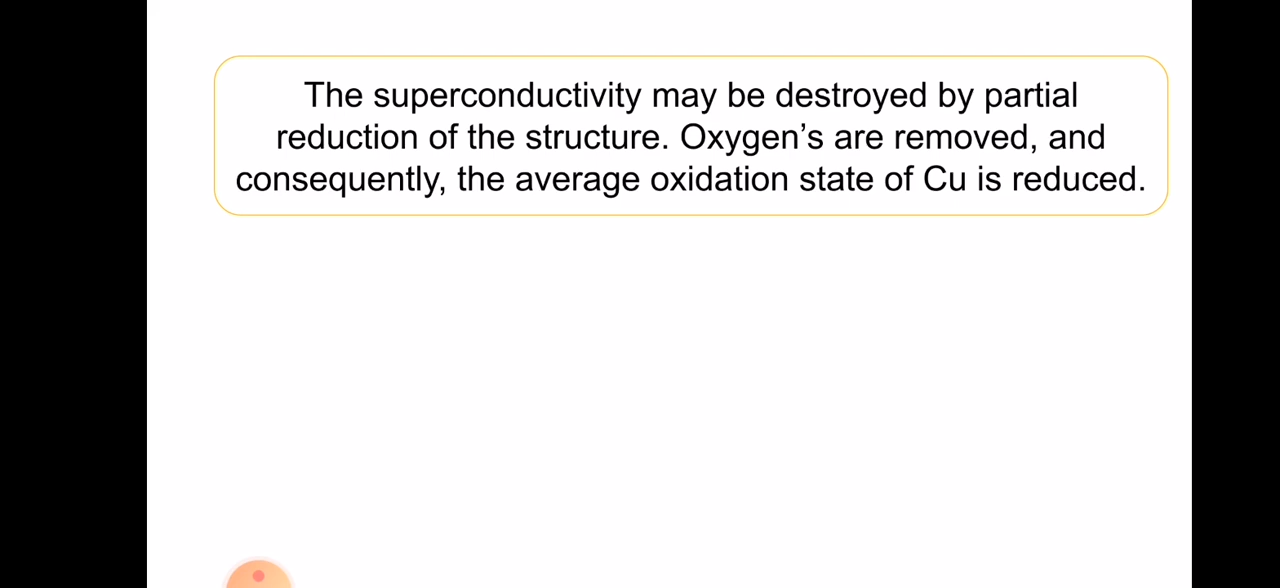 The superconductivity may be destroyed by partial
reduction of the structure. Oxygen’s are removed, and
consequently, the average oxidation state of Cu is reduced.